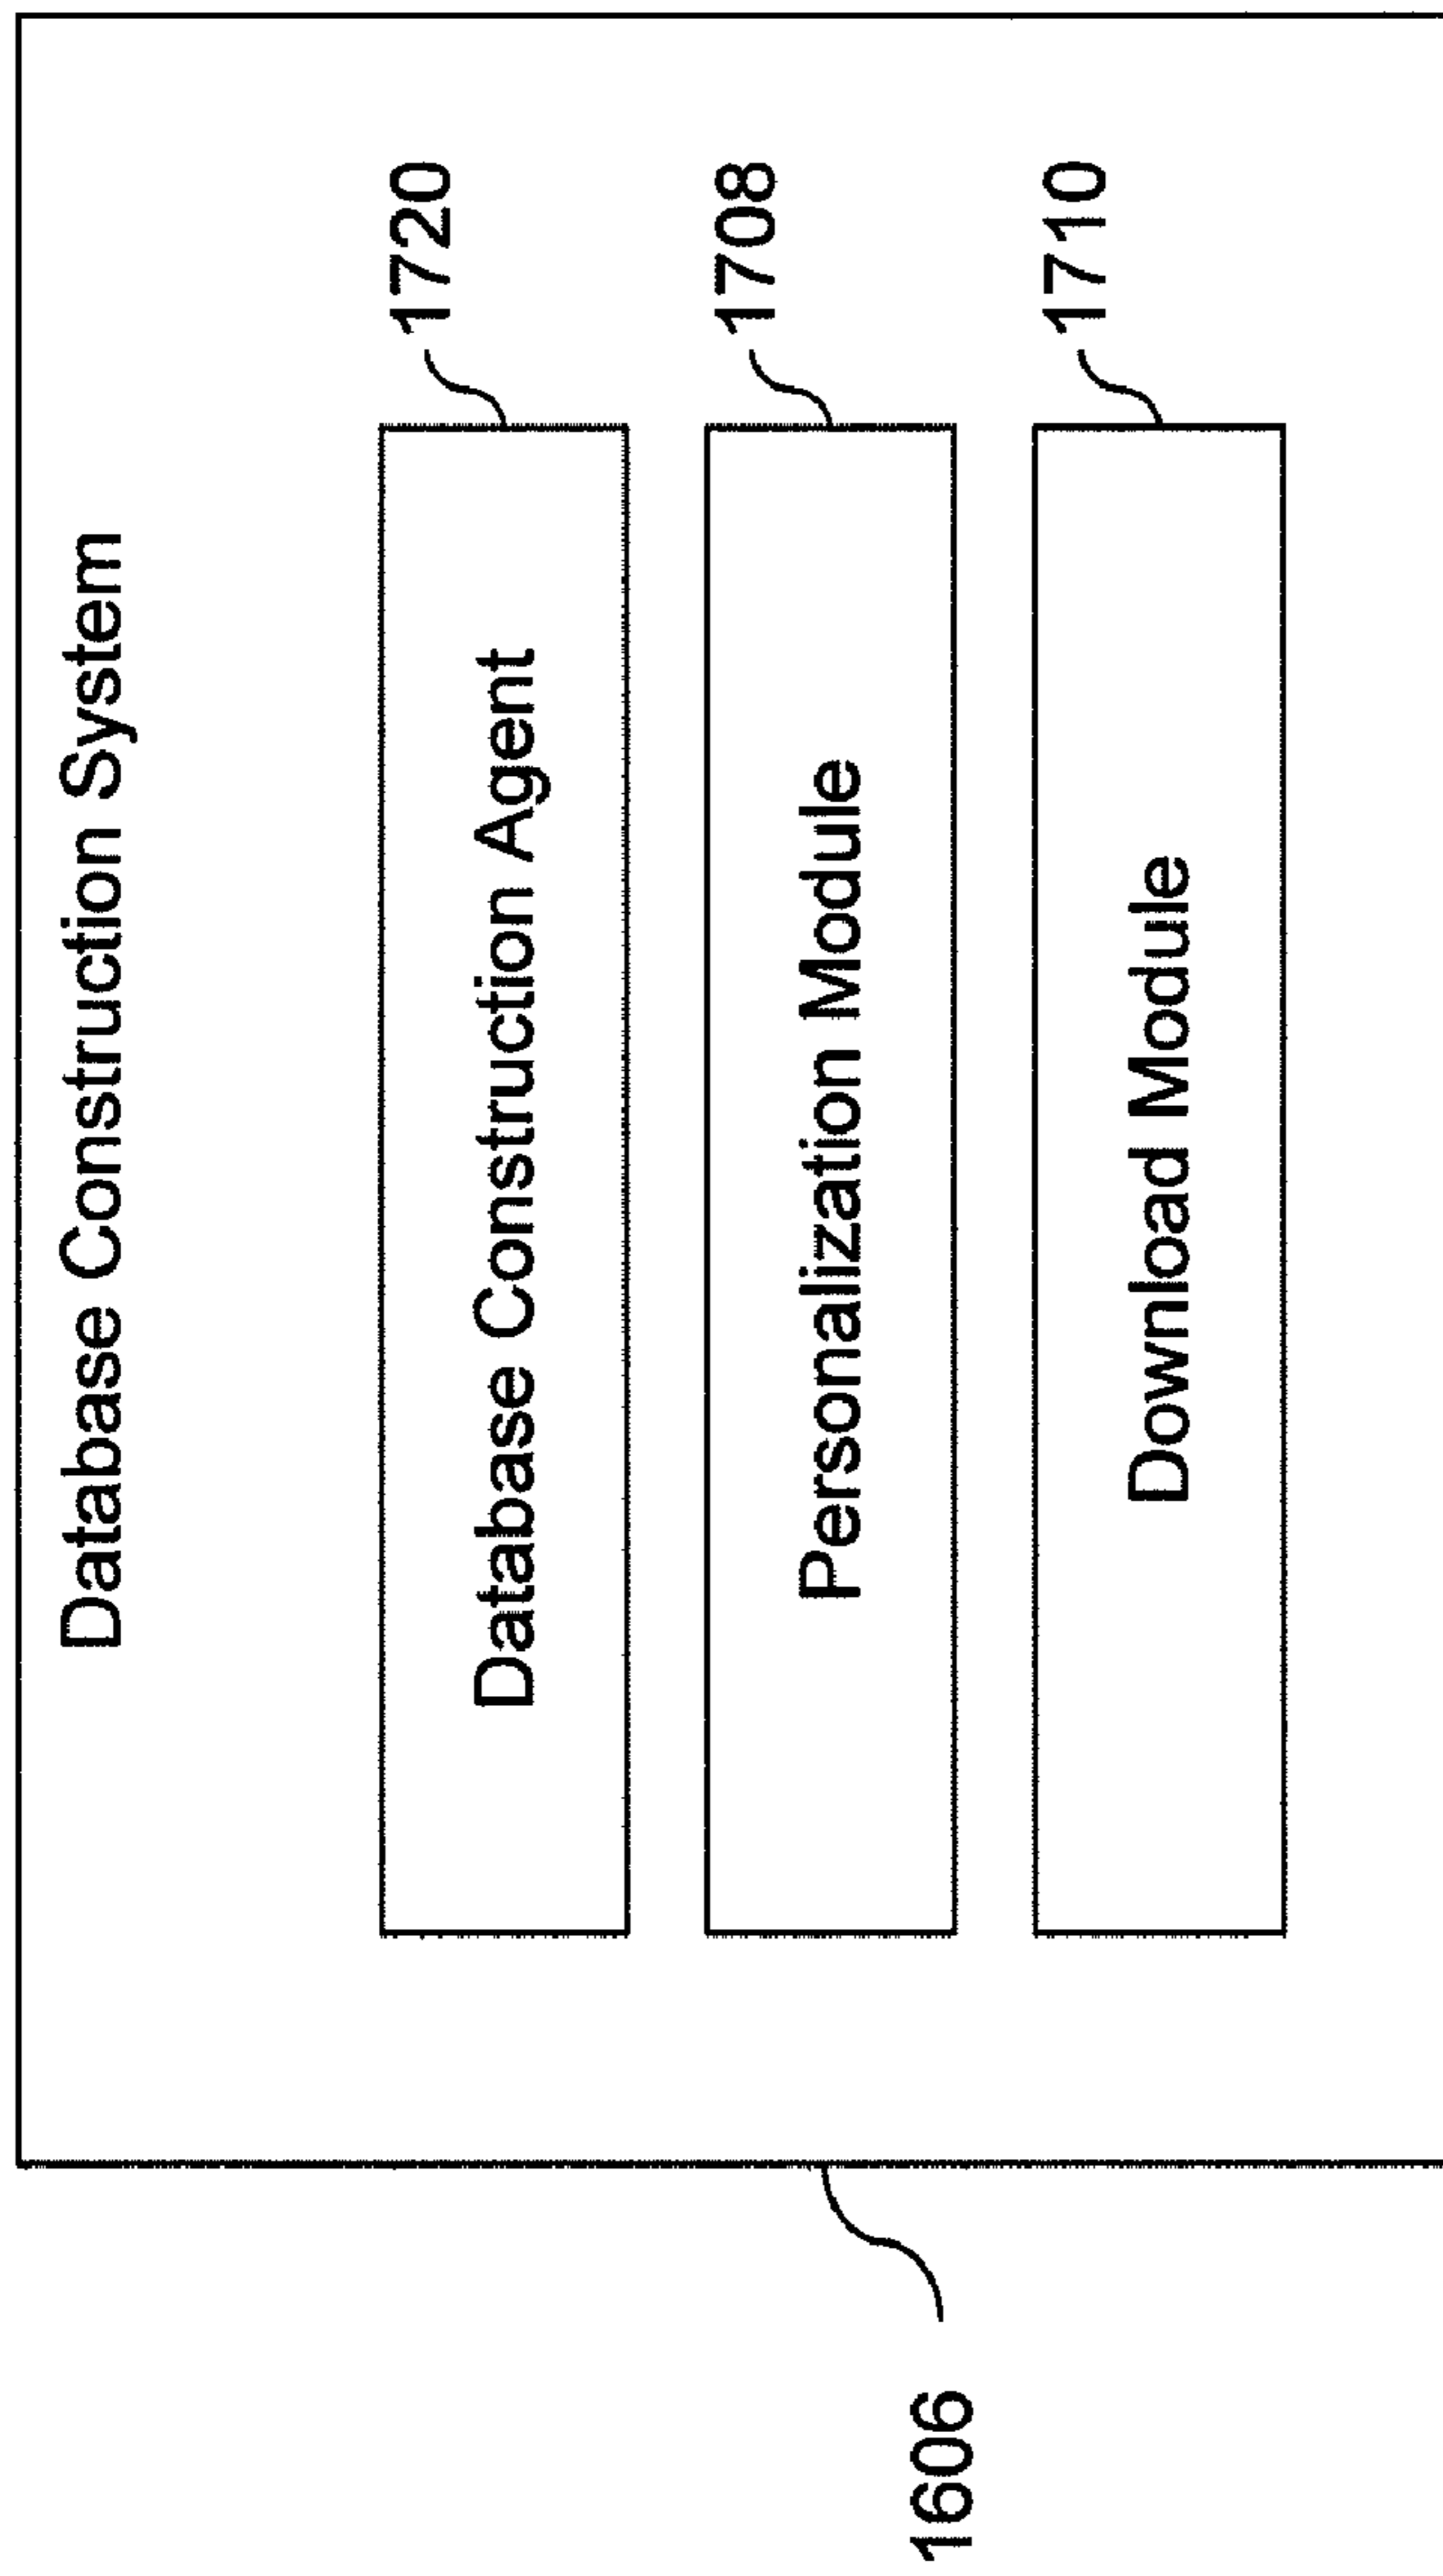 Database Construction System
Database Construction Agent
1720
Personalization Module
1708
Download Module
1710
1606